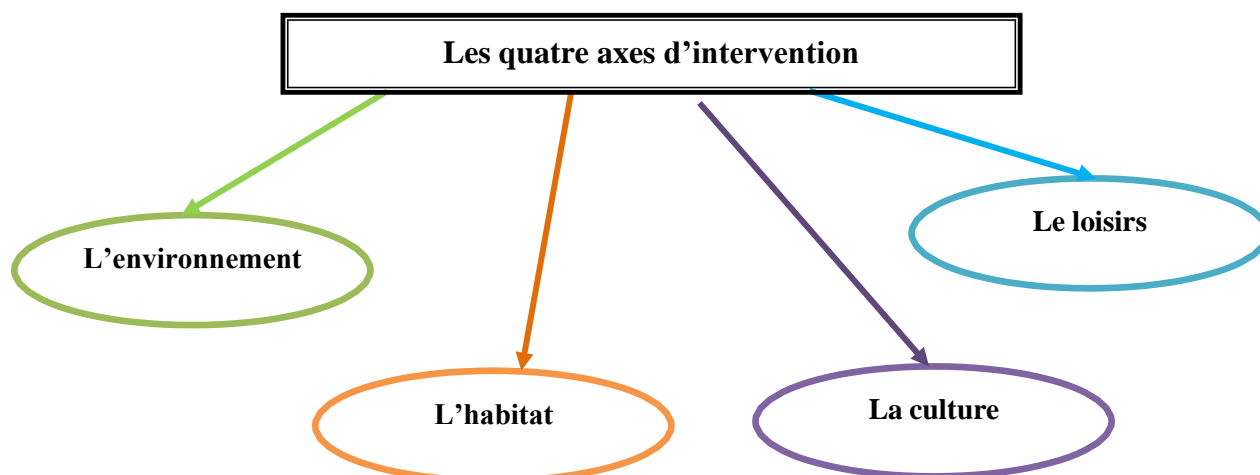 Les quatre axes d’intervention
L’environnement
Le loisirs
L’habitat
La culture